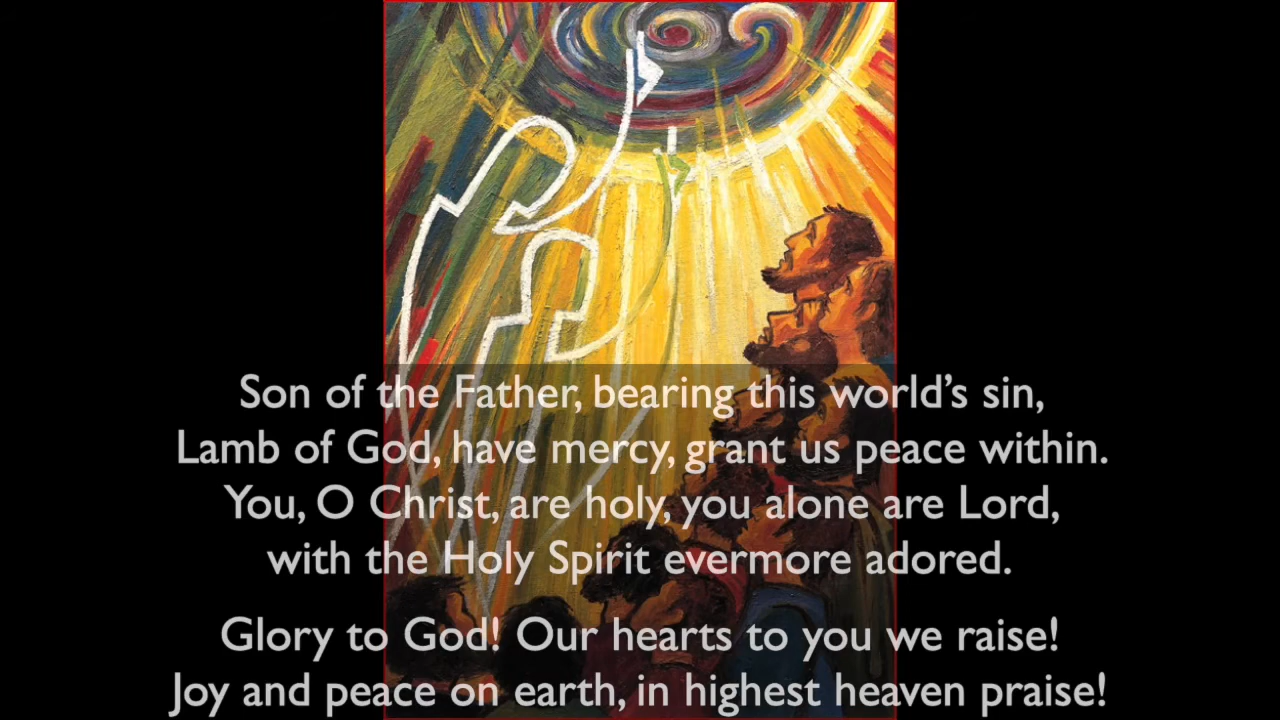 Son of the Father, bearing this world’s sin,
Lamb of God, have mercy, grant us peace within.
You, O Christ, are holy, you alone are Lord,
with the Holy Spirit evermore adored.
Glory to God! Our hearts to you we raise!
Joy and peace on earth, in highest heaven praise!